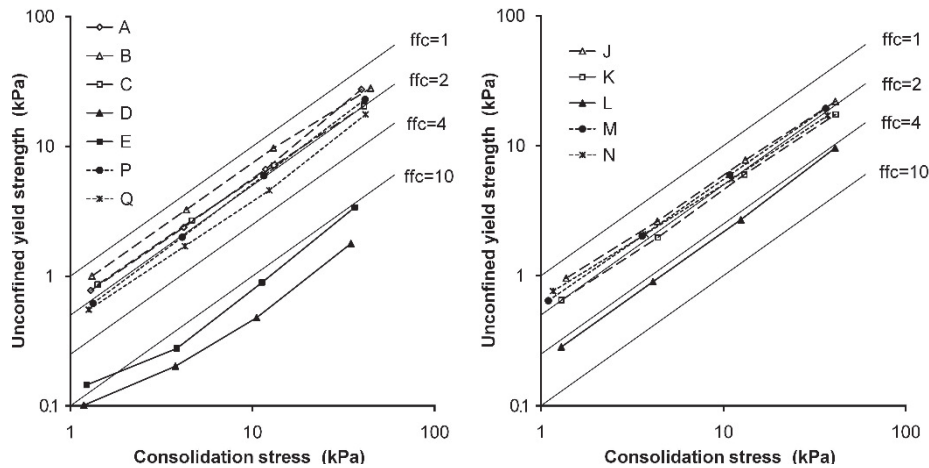 100
10
1
0.1
Unconfined yield strength (kPa)
A
B
C
D
E
P
Q
ffc=1
ffc=2
ffc=4
ffc=10
1
10
100
Consolidation stress (kPa)
100
10
1
0.1
Unconfined yield strength (kPa)
J
K
L
M
N
ffc=1
ffc=2
ffc=4
ffc=10
1
10
100
Consolidation stress (kPa)